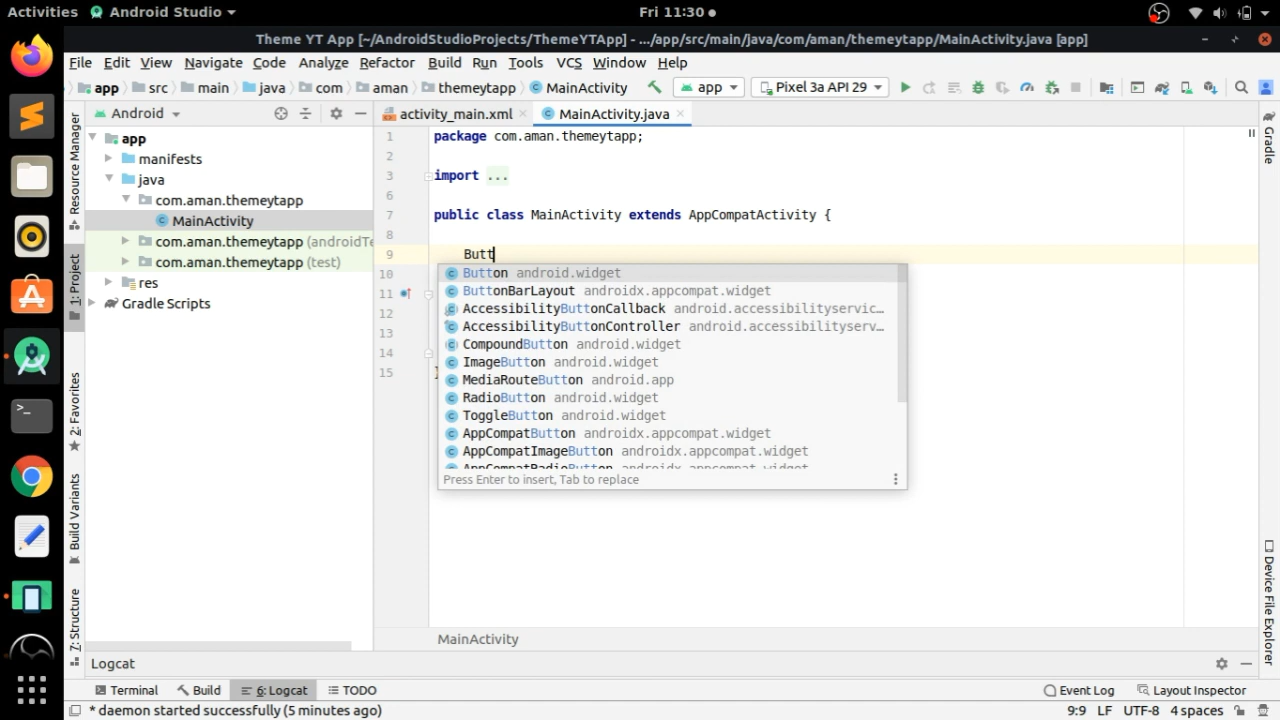 Activities Android Studio Fri 11:30
Theme YT App [~/AndroidStudioProjects/ThemeYTApp] - .../app/src/main/java/com/aman/themeytapp/MainActivity.java [app]
File Edit View Navigate Code Analyze Refactor Build Run Tools VCS Window Help
app src main java com aman themeytapp MainActivity app Pixel 3a API 29
Android
activity_main.xml MainActivity.java
Resource Manager
1: Project
2: Favorites
Build Variants
7: Structure
app
manifests
java
com.aman.themeytapp
MainActivity
com.aman.themeytapp (androidTe
com.aman.themeytapp (test)
res
Gradle Scripts
1 package com.aman.themeytapp;
2
3 import ...
6
7 public class MainActivity extends AppCompatActivity {
8
9 Butt
10
11
12
13
14
15 }
Button android.widget
ButtonBarLayout androidx.appcompat.widget
AccessibilityButtonCallback android.accessibilityservic...
AccessibilityButtonController android.accessibilityserv...
CompoundButton android.widget
ImageButton android.widget
MediaRouteButton android.app
RadioButton android.widget
ToggleButton android.widget
AppCompatButton androidx.appcompat.widget
AppCompatImageButton androidx.appcompat.widget
AppCompatRadioButton androidx.appcompat.widget
Press Enter to insert, Tab to replace
Gradle
Device File Explorer
MainActivity
Logcat
Terminal Build 6: Logcat TODO Event Log Layout Inspector
* daemon started successfully (5 minutes ago) 9:9 LF UTF-8 4 spaces